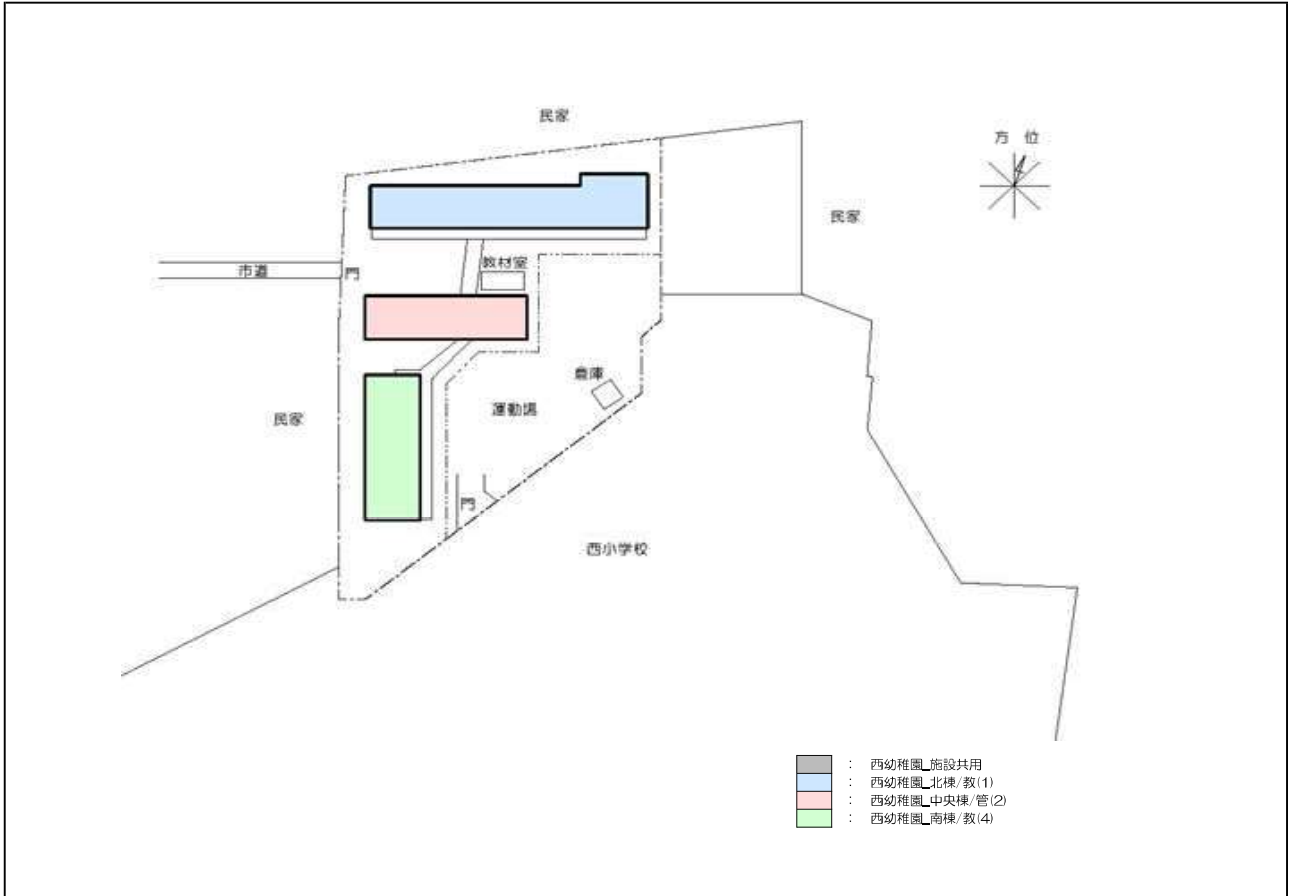 民家
方 位
民家
教材室
市道
門
倉庫
運動場
民家
門
西小学校
： 西幼稚園_施設共用
： 西幼稚園_北棟/教(1)
： 西幼稚園_中央棟/管(2)
： 西幼稚園_南棟/教(4)